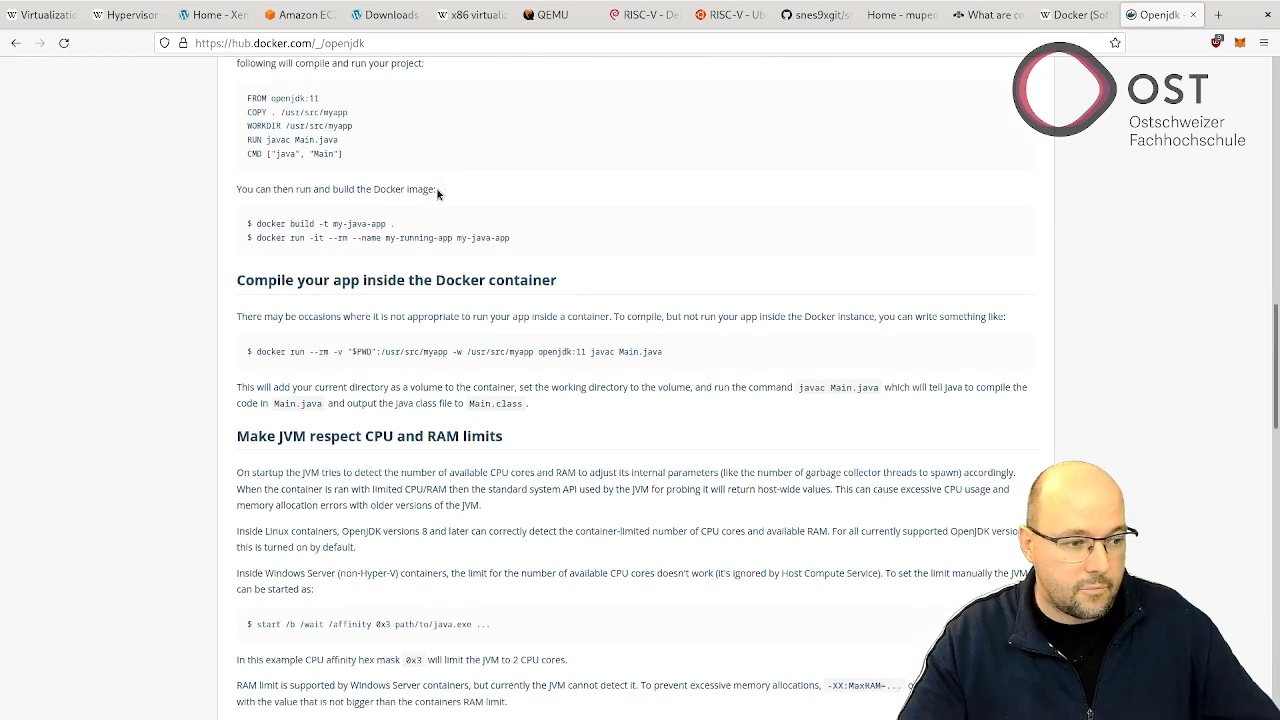 Virtualizatio
Hypervisor
Home - Xen
Amazon EC
Downloads
x86 virtualiz
QEMU
RISC-V - De
RISC-V - Ub
snes9xgit/s
Home - mupen
What are co
Docker (Sof
Openjdk -
https://hub.docker.com/_/openjdk
OST
Ostschweizer
Fachhochschule
following will compile and run your project:
FROM openjdk:11
COPY . /usr/src/myapp
WORKDIR /usr/src/myapp
RUN javac Main.java
CMD ["java", "Main"]
You can then run and build the Docker image:
$ docker build -t my-java-app .
$ docker run -it --rm --name my-running-app my-java-app
Compile your app inside the Docker container
There may be occasions where it is not appropriate to run your app inside a container. To compile, but not run your app inside the Docker instance, you can write something like:
$ docker run --rm -v "$PWD":/usr/src/myapp -w /usr/src/myapp openjdk:11 javac Main.java
This will add your current directory as a volume to the container, set the working directory to the volume, and run the command javac Main.java which will tell Java to compile the
code in Main.java and output the Java class file to Main.class.
Make JVM respect CPU and RAM limits
On startup the JVM tries to detect the number of available CPU cores and RAM to adjust its internal parameters (like the number of garbage collector threads to spawn) accordingly.
When the container is ran with limited CPU/RAM then the standard system API used by the JVM for probing it will return host-wide values. This can cause excessive CPU usage and
memory allocation errors with older versions of the JVM.
Inside Linux containers, OpenJDK versions 8 and later can correctly detect the container-limited number of CPU cores and available RAM. For all currently supported OpenJDK versio
this is turned on by default.
Inside Windows Server (non-Hyper-V) containers, the limit for the number of available CPU cores doesn't work (it's ignored by Host Compute Service). To set the limit manually the JVM
can be started as:
$ start /b /wait /affinity 0x3 path/to/java.exe ...
In this example CPU affinity hex mask 0x3 will limit the JVM to 2 CPU cores.
RAM limit is supported by Windows Server containers, but currently the JVM cannot detect it. To prevent excessive memory allocations, -XX:MaxRAM=...
with the value that is not bigger than the containers RAM limit.